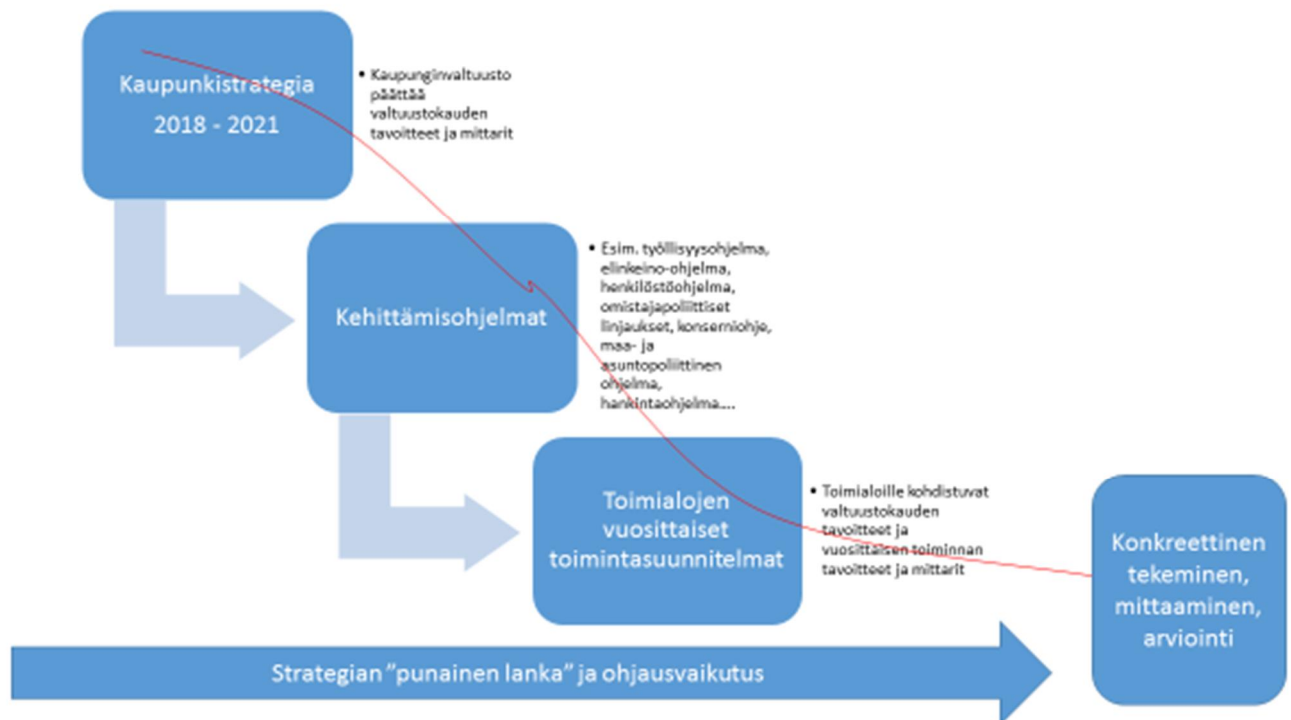 Kaupunkistrategia
2018 - 2021
• Kaupunginvaltuusto
päättää
valtuustokauden
tavoitteet ja mittarit
Kehittämisohjelmat
• Esim. työllisyysohjelma,
elinkeino-ohjelma,
henkilöstöohjelma,
omistajapoliittiset
linjaukset, konserniohje,
maa- ja
asuntopoliittinen
ohjelma,
hankintaohjelma....
Toimialojen
vuosittaiset
toimintasuunnitelmat
• Toimialoille kohdistuvat
valtuustokauden
tavoitteet ja
vuosittaisen toiminnan
tavoitteet ja mittarit
Konkreettinen
tekeminen,
mittaaminen,
arviointi
Strategian ”punainen lanka” ja ohjausvaikutus